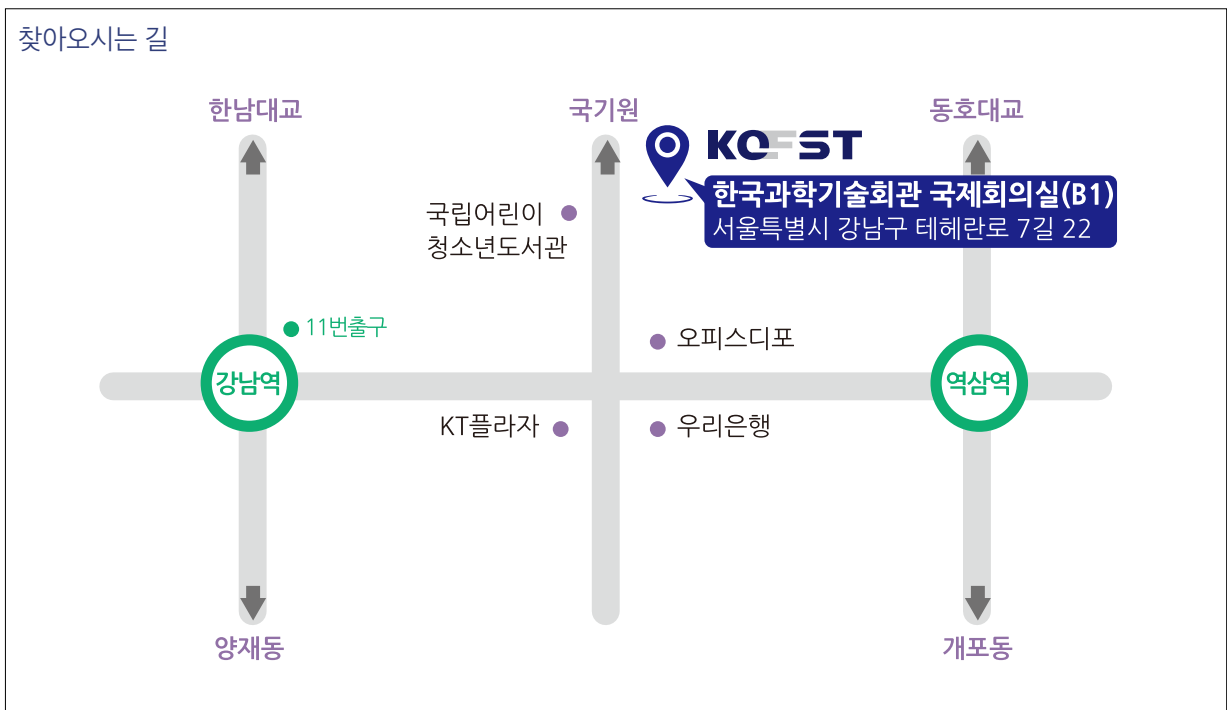 찾아오시는 길
한남대교
국기원
동호대교
KOFST
한국과학기술회관 국제회의실(B1)
서울특별시 강남구 테헤란로 7길 22
국립어린이
청소년도서관
11번출구
오피스디포
강남역
역삼역
KT플라자
우리은행
양재동
개포동